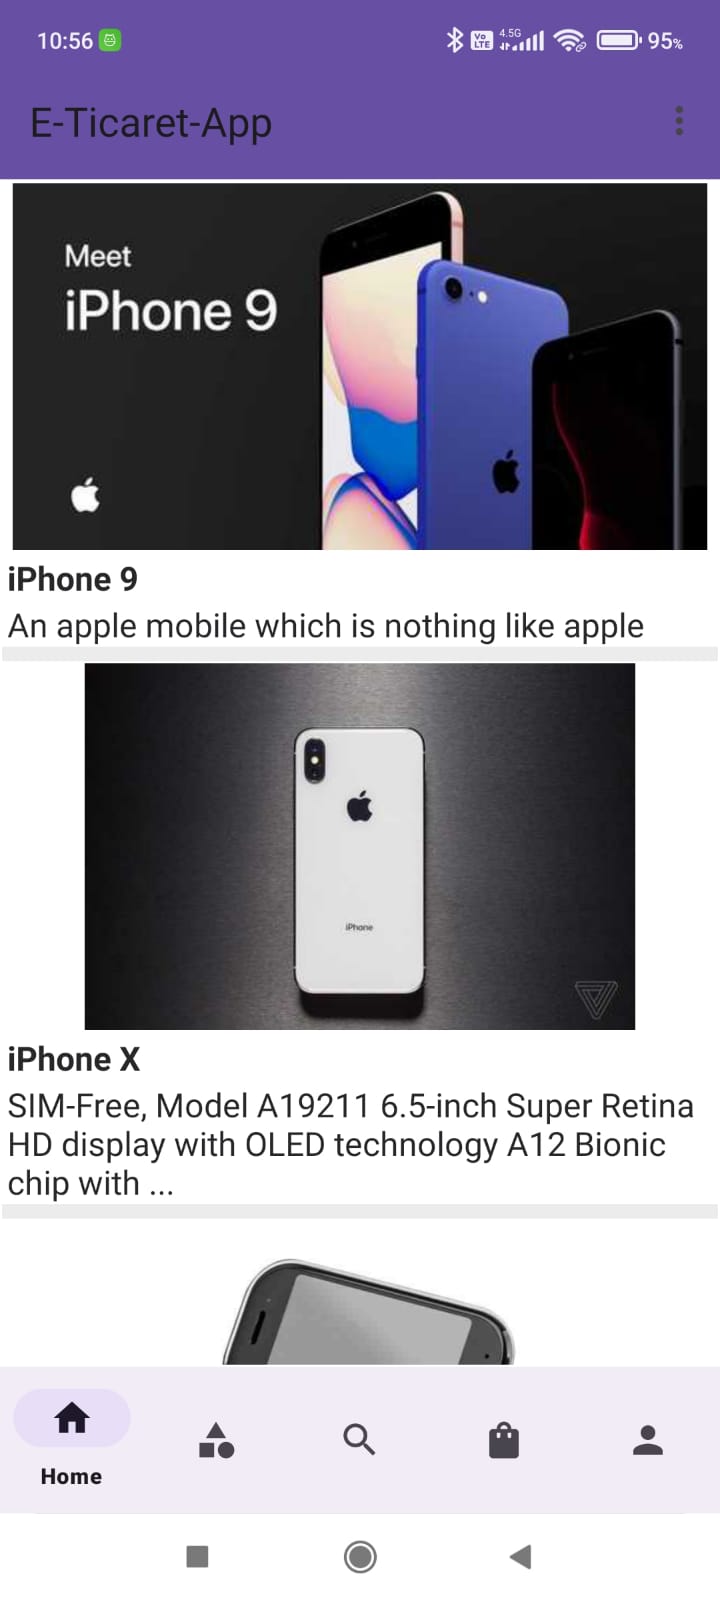 10:56
Vo LTE 4.5G 95%
E-Ticaret-App
Meet
iPhone 9
iPhone 9
An apple mobile which is nothing like apple
iPhone
iPhone X
SIM-Free, Model A19211 6.5-inch Super Retina
HD display with OLED technology A12 Bionic
chip with ...
Home